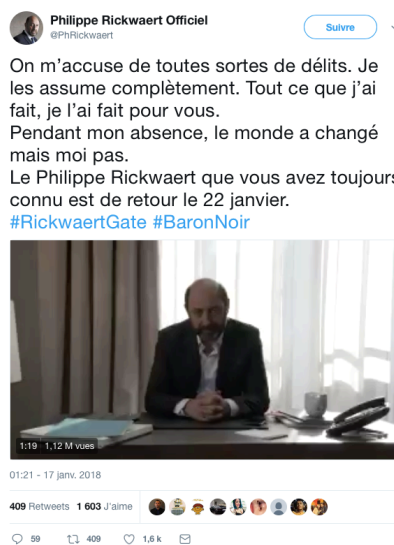 Philippe Rickwaert Officiel
@PhRickwaert
Suivre
On m’accuse de toutes sortes de délits. Je
les assume complètement. Tout ce que j’ai
fait, je l’ai fait pour vous.
Pendant mon absence, le monde a changé
mais moi pas.
Le Philippe Rickwaert que vous avez toujours
connu est de retour le 22 janvier.
#RickwaertGate #BaronNoir
1:19 1,12 M vues
01:21 - 17 janv. 2018
409 Retweets 1 603 J'aime
59 409 1,6 k